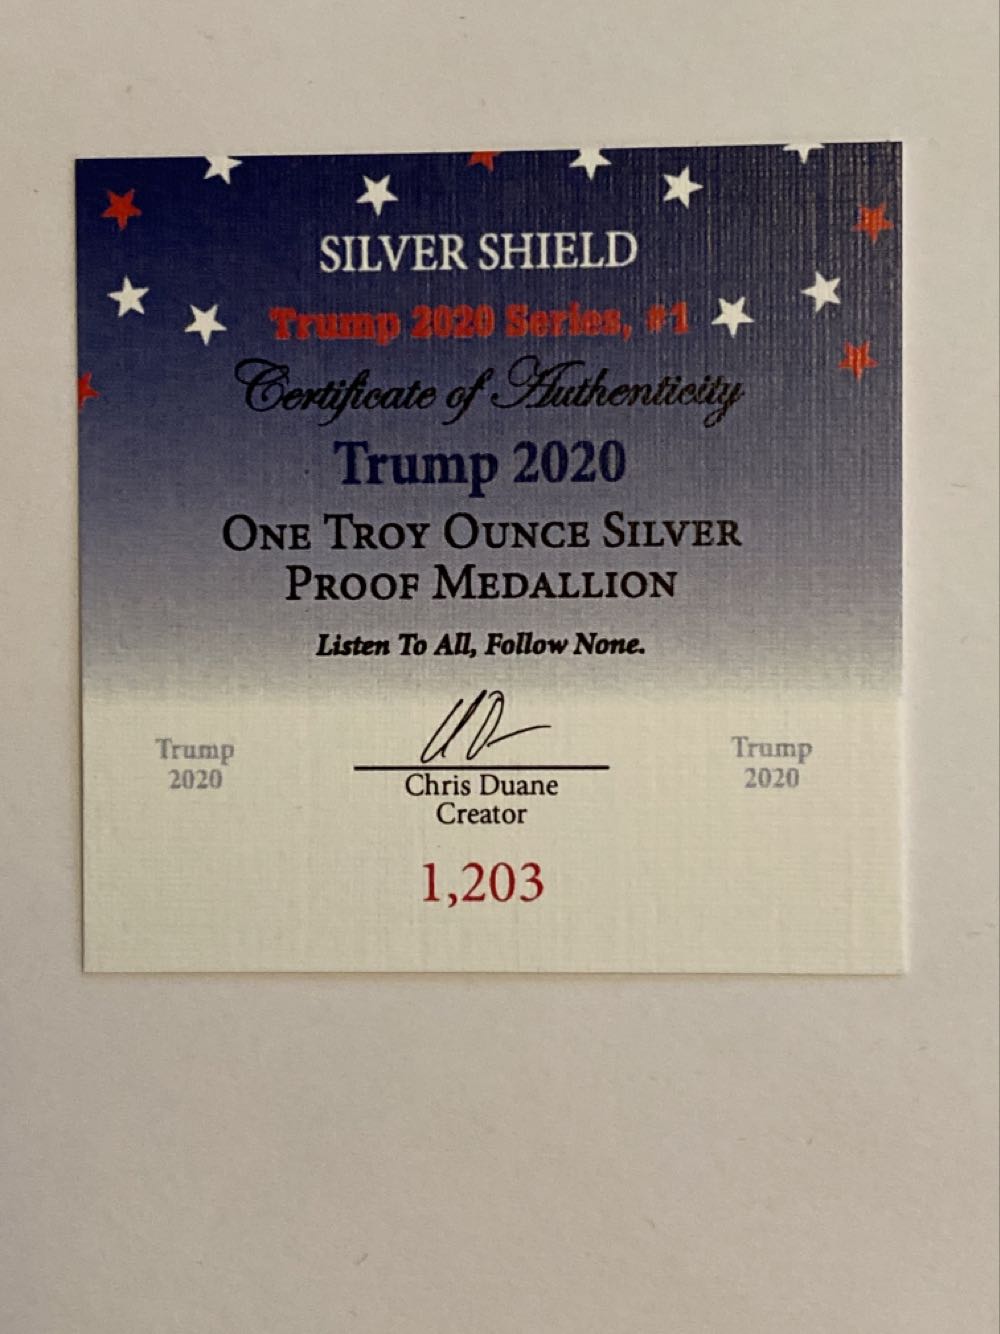 SILVER SHIELD
Trump 2020 Series, #1
Certificate of Authenticity
Trump 2020
ONE TROY OUNCE SILVER
PROOF MEDALLION
Listen To All, Follow None.
Trump
2020
Chris Duane
Creator
Trump
2020
1,203